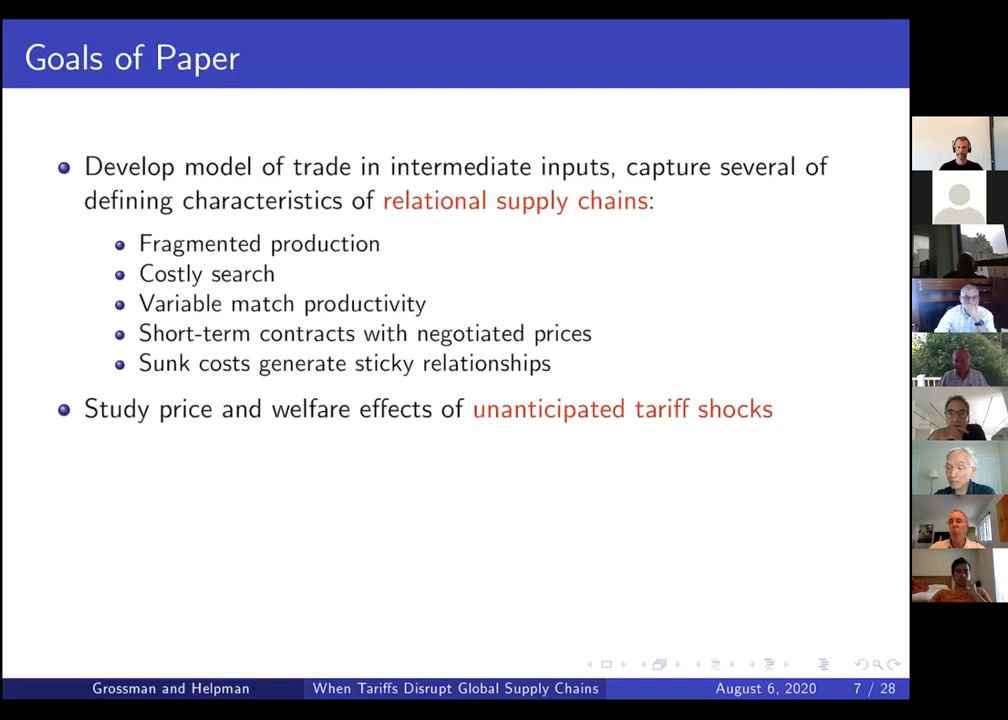 Goals of Paper
Develop model of trade in intermediate inputs, capture several of
defining characteristics of relational supply chains:
Fragmented production
Costly search
Variable match productivity
Short-term contracts with negotiated prices
Sunk costs generate sticky relationships
Study price and welfare effects of unanticipated tariff shocks
Grossman and Helpman When Tariffs Disrupt Global Supply Chains August 6, 2020 7 / 28